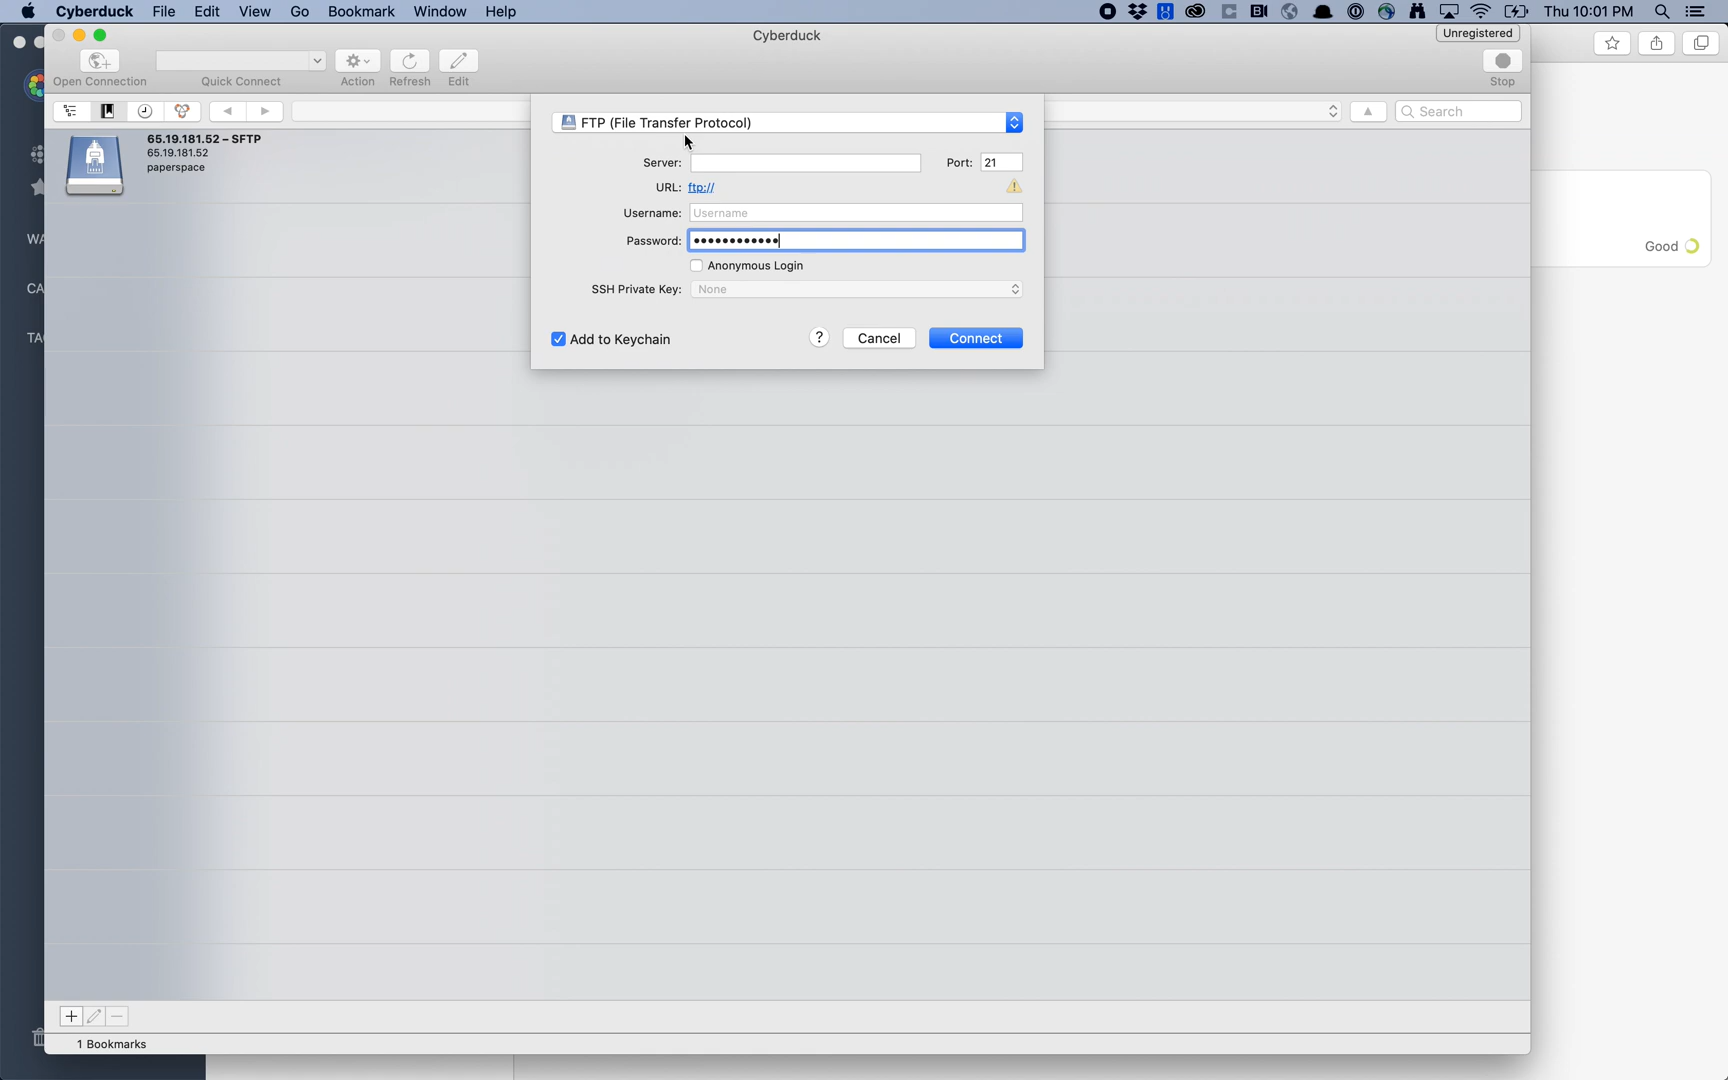 Cyberduck File Edit View Go Bookmark Window Help Thu 10:01 PM
Cyberduck
Unregistered
Open Connection Quick Connect Action Refresh Edit Stop
Search
65.19.181.52 – SFTP
65.19.181.52
paperspace
FTP (File Transfer Protocol)
Server: Port: 21
URL: ftp://
Username: Username
Password: ••••••••••••
Anonymous Login
SSH Private Key: None
Add to Keychain ? Cancel Connect
WA
CA
TA
Good
1 Bookmarks